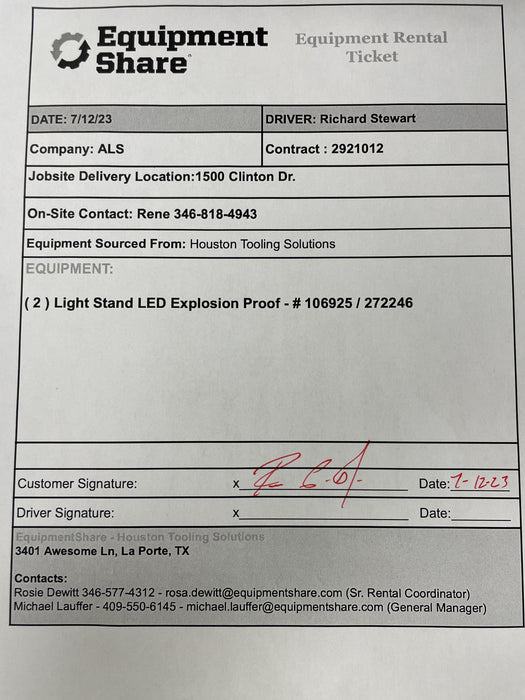 Equipment Share
Equipment Rental
Ticket
DATE: 7/12/23
DRIVER: Richard Stewart
Company: ALS
Contract : 2921012
Jobsite Delivery Location:1500 Clinton Dr.
On-Site Contact: Rene 346-818-4943
Equipment Sourced From: Houston Tooling Solutions
EQUIPMENT:
( 2 ) Light Stand LED Explosion Proof - # 106925 / 272246
Customer Signature: x Date: 7-12-23
Driver Signature: x Date:
EquipmentShare - Houston Tooling Solutions
3401 Awesome Ln, La Porte, TX
Contacts:
Rosie Dewitt 346-577-4312 - rosa.dewitt@equipmentshare.com (Sr. Rental Coordinator)
Michael Lauffer - 409-550-6145 - michael.lauffer@equipmentshare.com (General Manager)